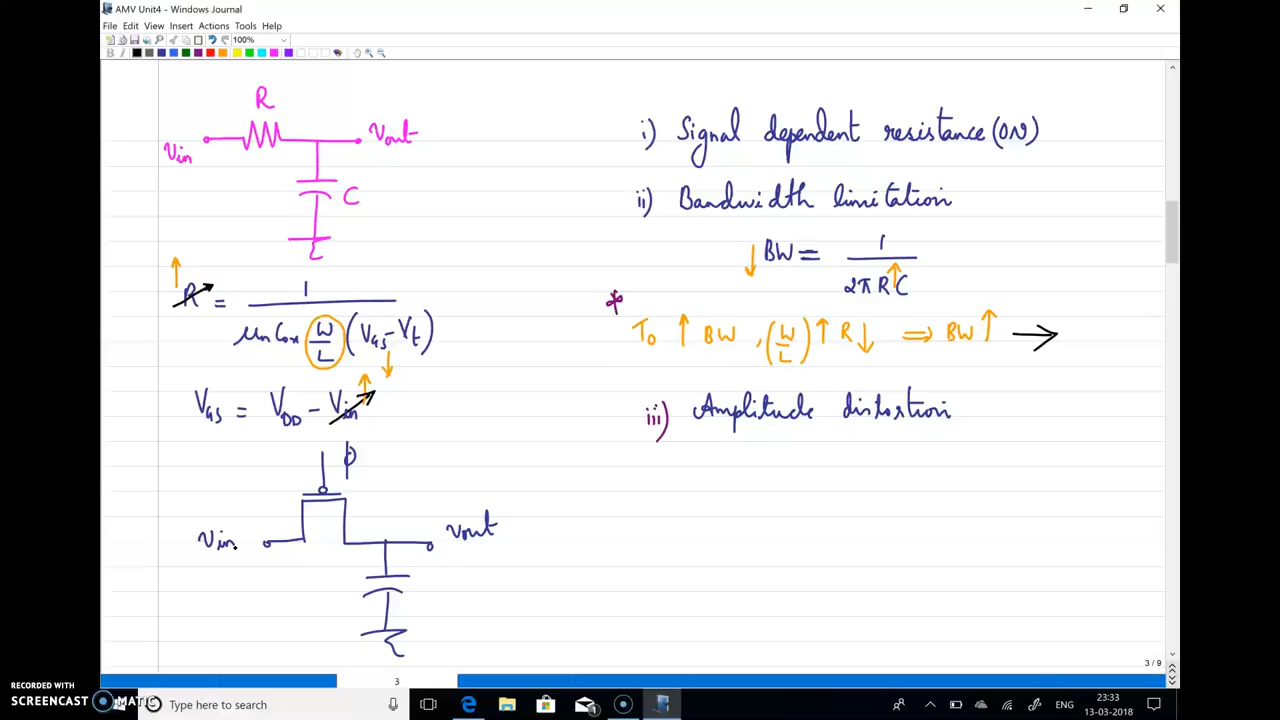 AMV Unit4 - Windows Journal
File Edit View Insert Actions Tools Help
100%
R
Vin
Vout
C
R = 1 / μnCox W/L (VGS - Vt)
VGS = VDD - Vin
ϕ
Vin
Vout
i) Signal dependent resistance (ON)
ii) Bandwidth limitation
↓ BW = 1 / 2π R↑C
*
To ↑ BW, (W/L)↑ R↓ ⇒ BW↑ →
iii) Amplitude distortion
3 / 9
3
RECORDED WITH
SCREENCAST MATIC
Type here to search
ENG
23:33
13-03-2018